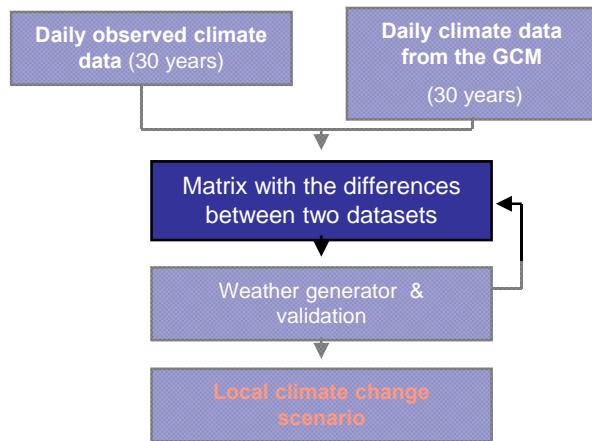 Daily observed climate
data (30 years)
Daily climate data
from the GCM
(30 years)
Matrix with the differences
between two datasets
Weather generator &
validation
Local climate change
scenario